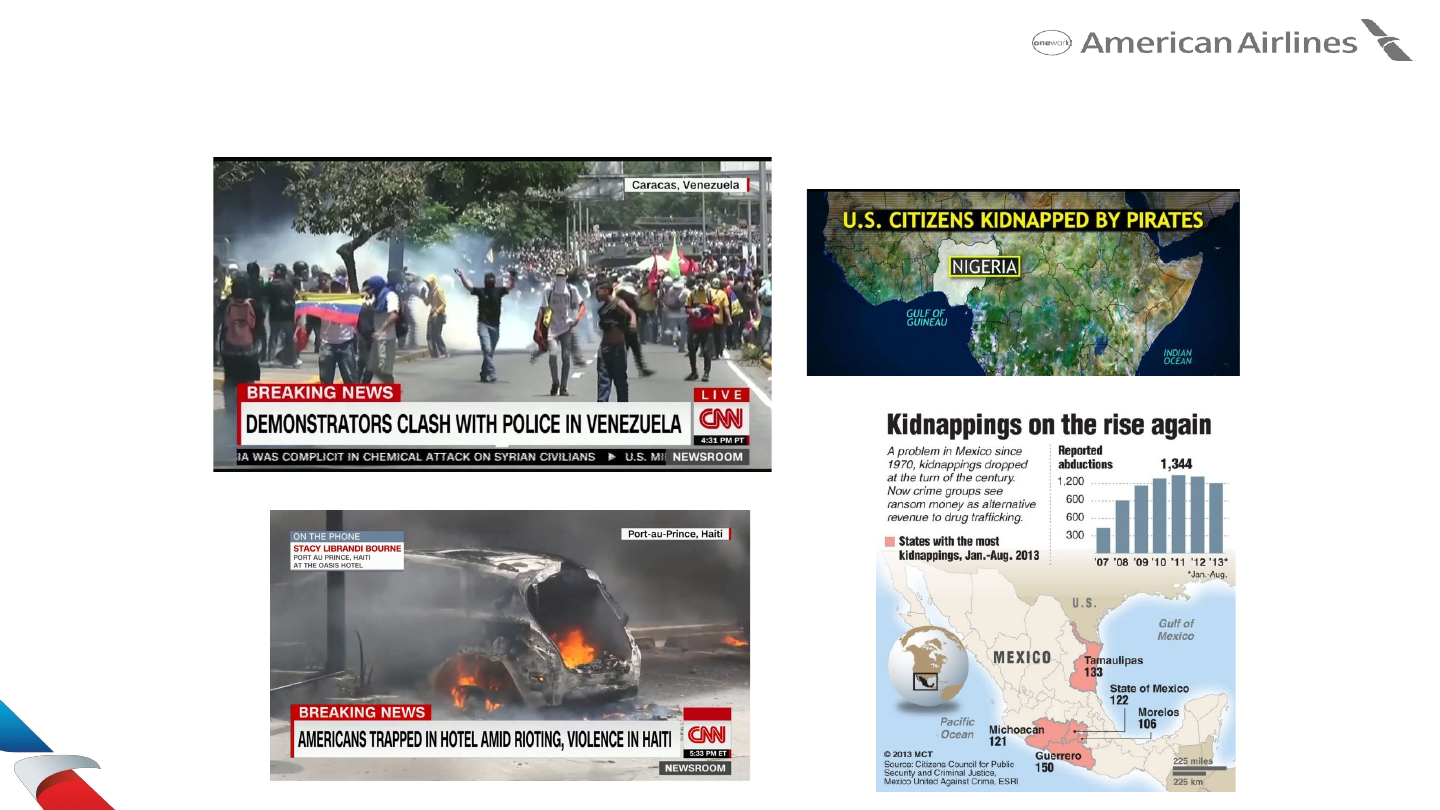 oneworld
American Airlines
Caracas, Venezuela
BREAKING NEWS
LIVE
DEMONSTRATORS CLASH WITH POLICE IN VENEZUELA
CNN
4:31 PM PT
IA WAS COMPLICIT IN CHEMICAL ATTACK ON SYRIAN CIVILIANS ▶ U.S. MI
NEWSROOM
U.S. CITIZENS KIDNAPPED BY PIRATES
NIGERIA
GULF OF
GUINEAU
INDIAN
OCEAN
ON THE PHONE
STACY LIBRANDI BOURNE
PORT AU PRINCE, HAITI
AT THE OASIS HOTEL
Port-au-Prince, Haiti
BREAKING NEWS
AMERICANS TRAPPED IN HOTEL AMID RIOTING, VIOLENCE IN HAITI
CNN
5:33 PM ET
NEWSROOM
Kidnappings on the rise again
A problem in Mexico since
1970, kidnappings dropped
at the turn of the century.
Now crime groups see
ransom money as alternative
revenue to drug trafficking.
States with the most
kidnappings, Jan.-Aug. 2013
Reported
abductions
1,344
1,200
600
600
300
'07 '08 '09 '10 '11 '12 '13*
*Jan.-Aug.
U.S.
Gulf of
Mexico
MEXICO
Tamaulipas
133
State of Mexico
122
Morelos
106
Pacific
Ocean
Michoacan
121
Guerrero
150
© 2013 MCT
Source: Citizens Council for Public
Security and Criminal Justice,
Mexico United Against Crime, ESRI
225 miles
225 km